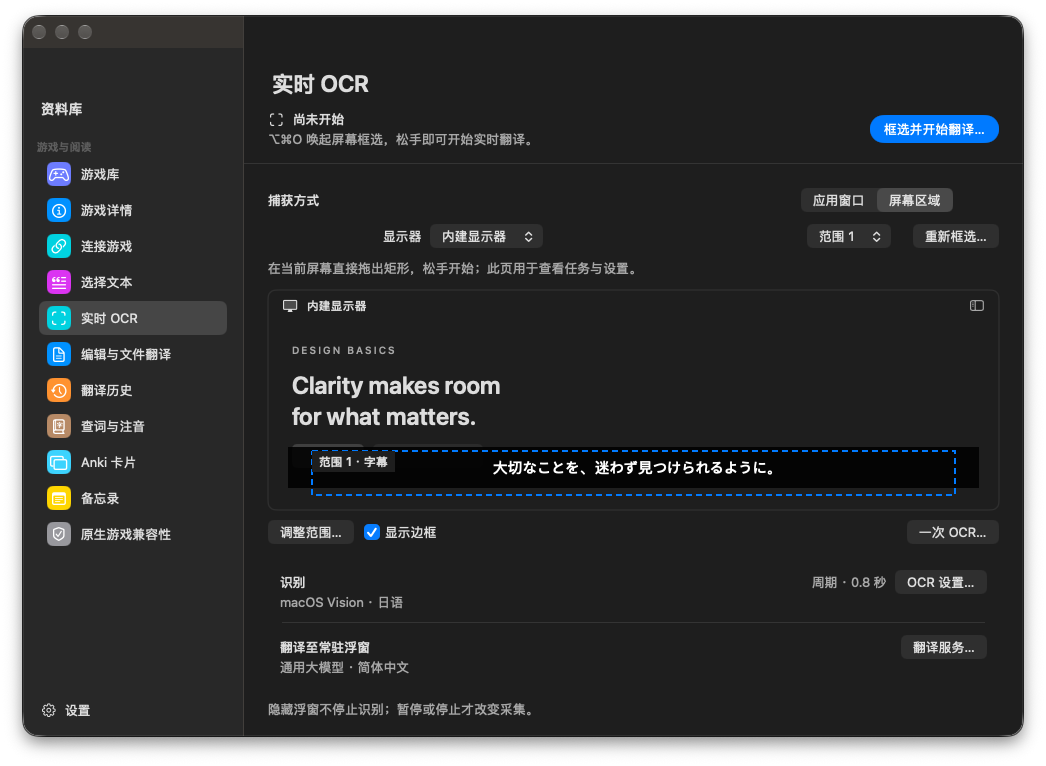 资料库
游戏与阅读
游戏库
游戏详情
连接游戏
选择文本
实时 OCR
编辑与文件翻译
翻译历史
查词与注音
Anki 卡片
备忘录
原生游戏兼容性
设置
实时 OCR
尚未开始
⌥⌘O 唤起屏幕框选，松手即可开始实时翻译。
框选并开始翻译...
捕获方式
应用窗口
屏幕区域
显示器
内建显示器
范围 1
重新框选...
在当前屏幕直接拖出矩形，松手开始；此页用于查看任务与设置。
内建显示器
DESIGN BASICS
Clarity makes room
for what matters.
范围 1 · 字幕
大切なことを、迷わず見つけられるように。
调整范围...
显示边框
一次 OCR...
识别
macOS Vision · 日语
周期 · 0.8 秒
OCR 设置...
翻译至常驻浮窗
通用大模型 · 简体中文
翻译服务...
隐藏浮窗不停止识别；暂停或停止才改变采集。